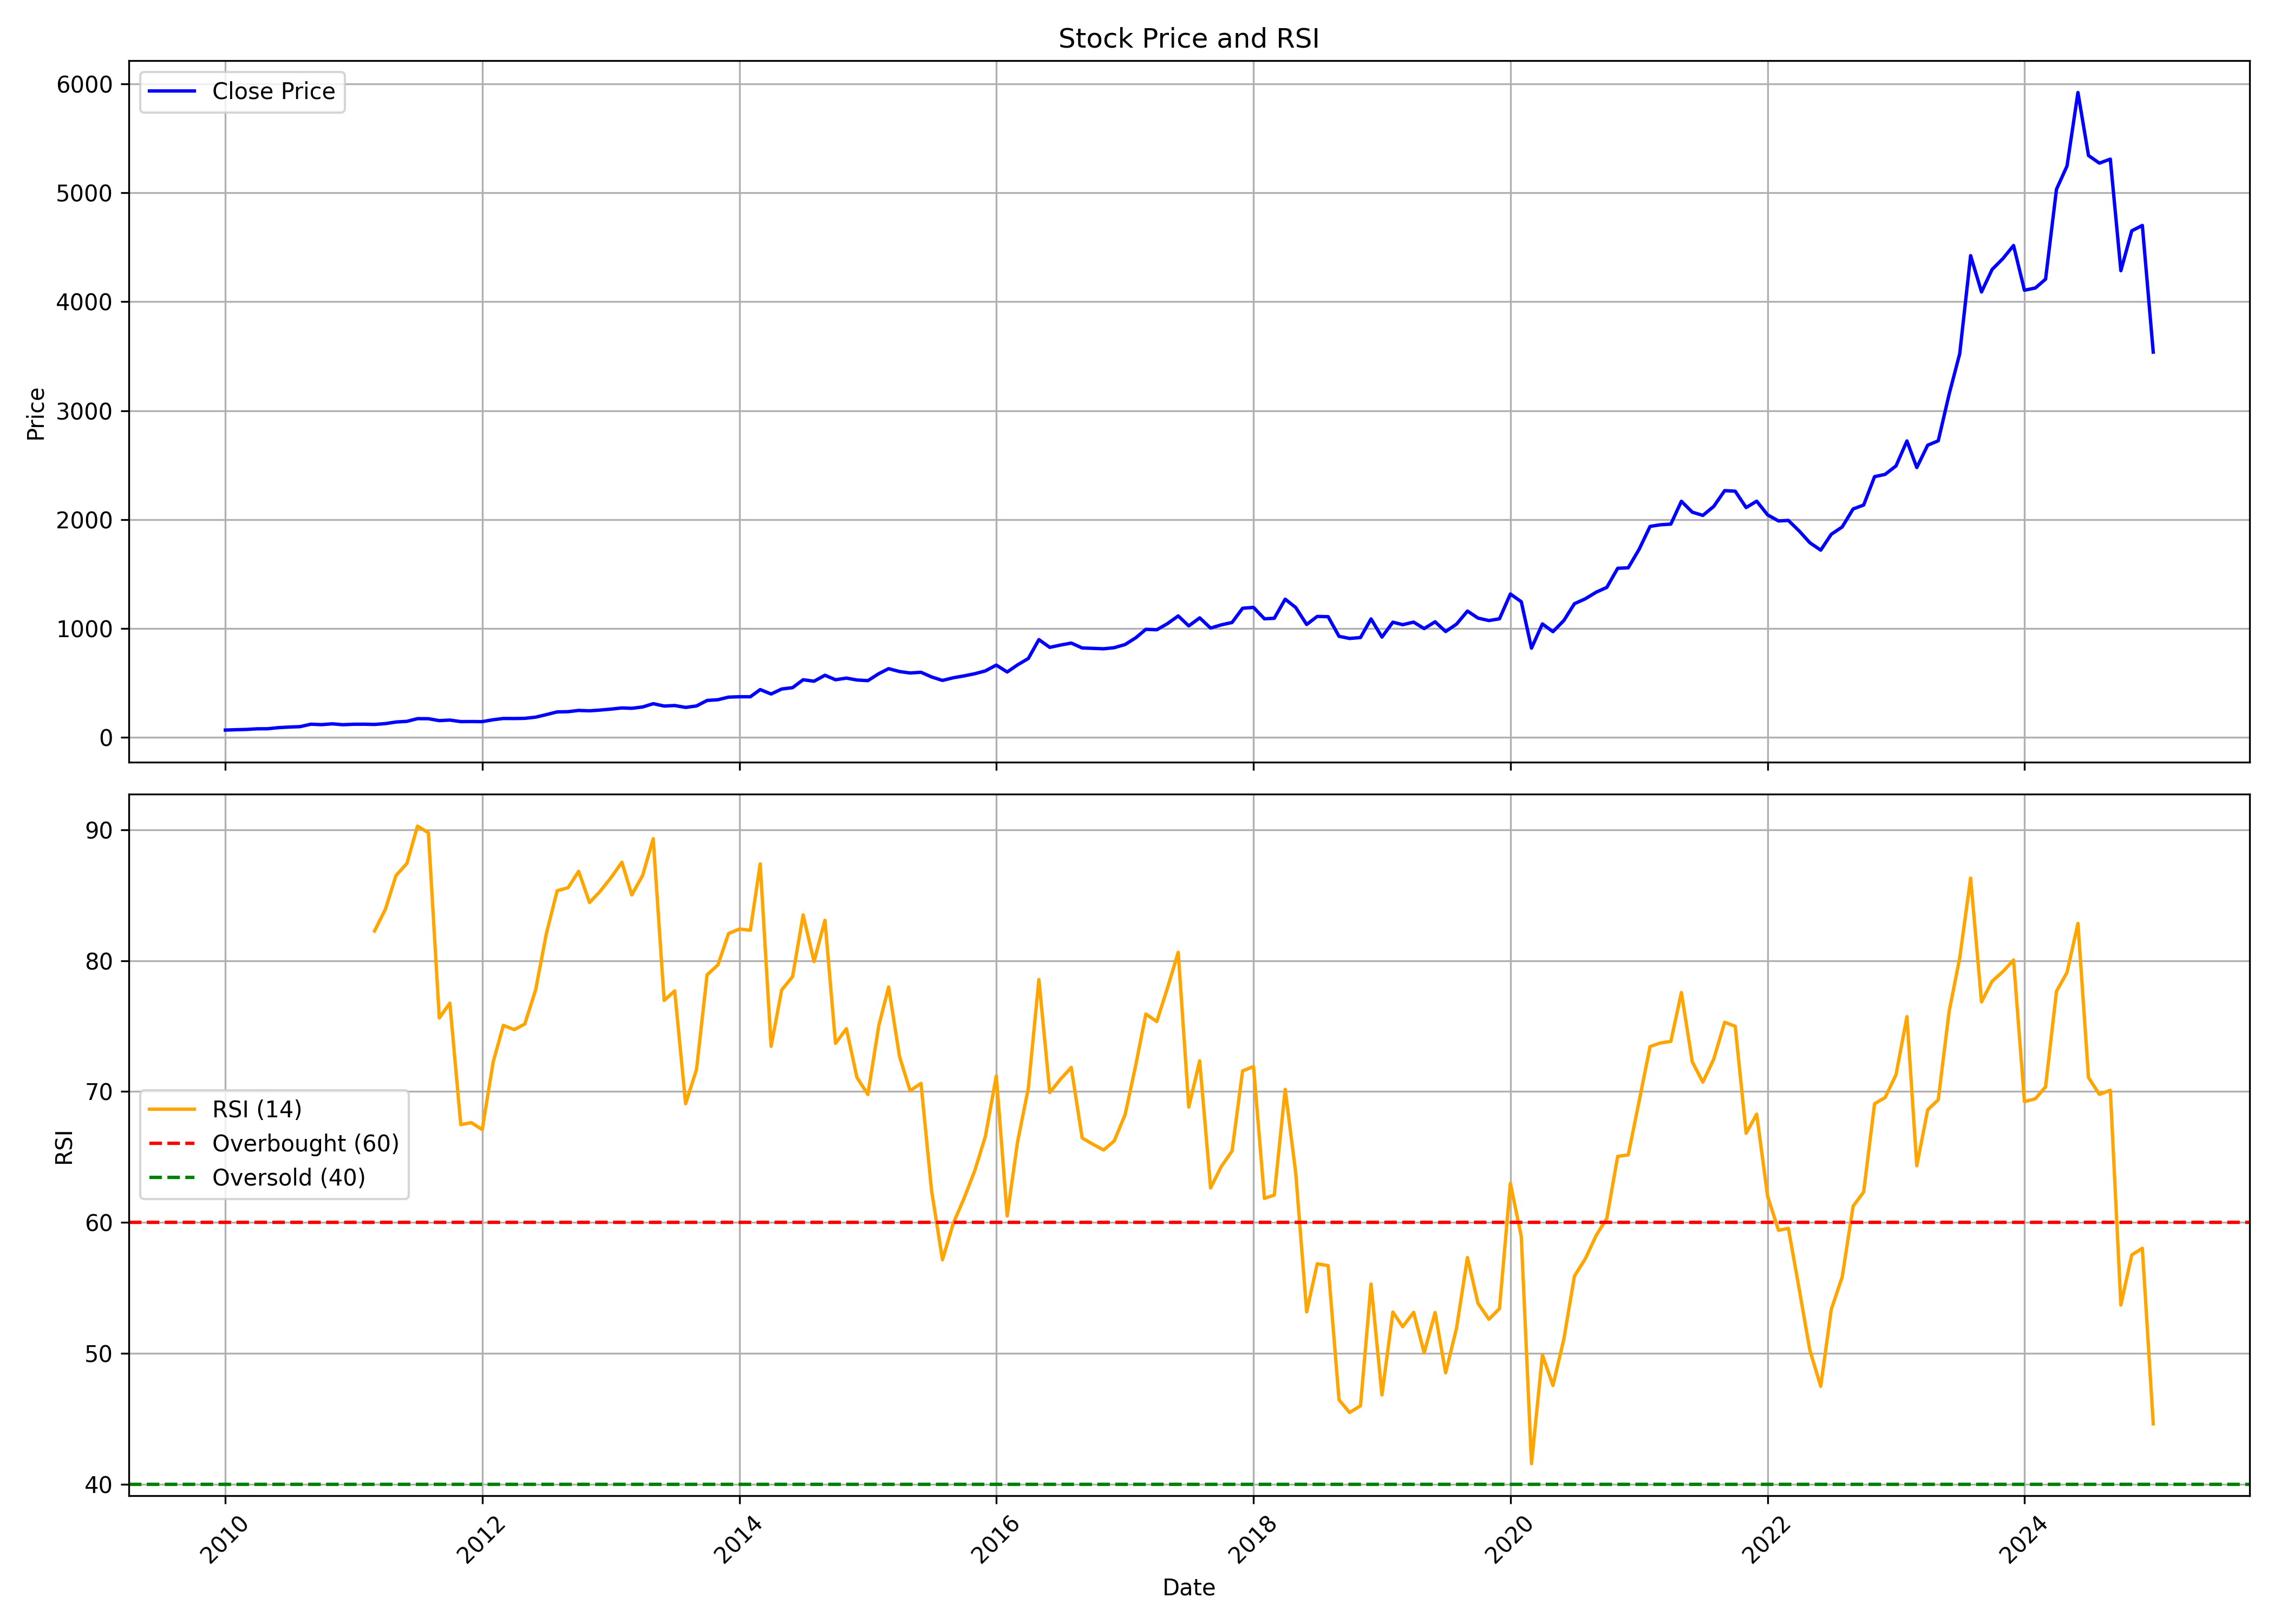 Stock Price and RSI
Close Price
6000
5000
4000
3000
2000
1000
0
Price
RSI (14)
Overbought (60)
Oversold (40)
90
80
70
60
50
40
RSI
2010
2012
2014
2016
2018
2020
2022
2024
Date